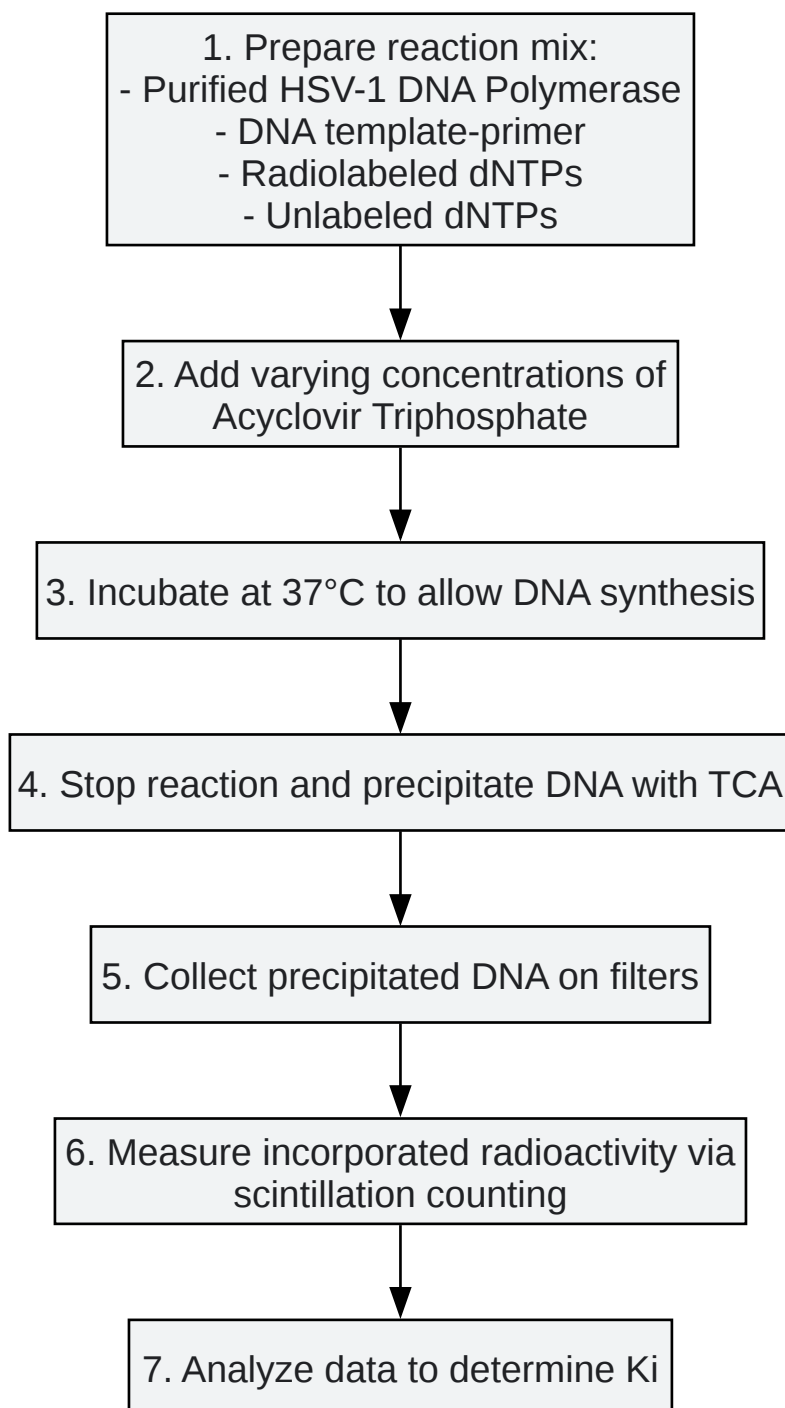 1. Prepare reaction mix:
- Purified HSV-1 DNA Polymerase
- DNA template-primer
- Radiolabeled dNTPs
- Unlabeled dNTPs
2. Add varying concentrations of
Acyclovir Triphosphate
3. Incubate at 37°C to allow DNA synthesis
4. Stop reaction and precipitate DNA with TCA
5. Collect precipitated DNA on filters
6. Measure incorporated radioactivity via
scintillation counting
7. Analyze data to determine Ki